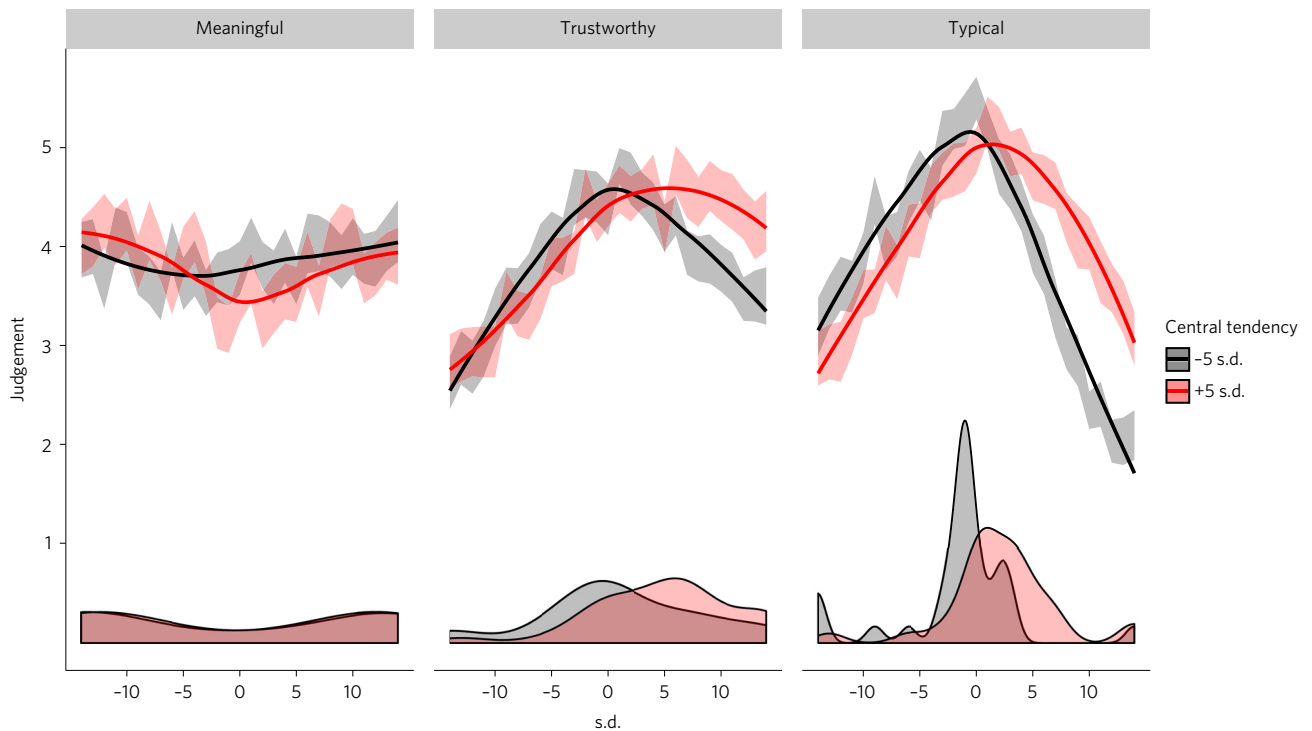 Meaningful
Trustworthy
Typical
Judgement
5
4
3
2
1
–10
–5
0
5
10
–10
–5
0
5
10
–10
–5
0
5
10
s.d.
Central tendency
–5 s.d.
+5 s.d.